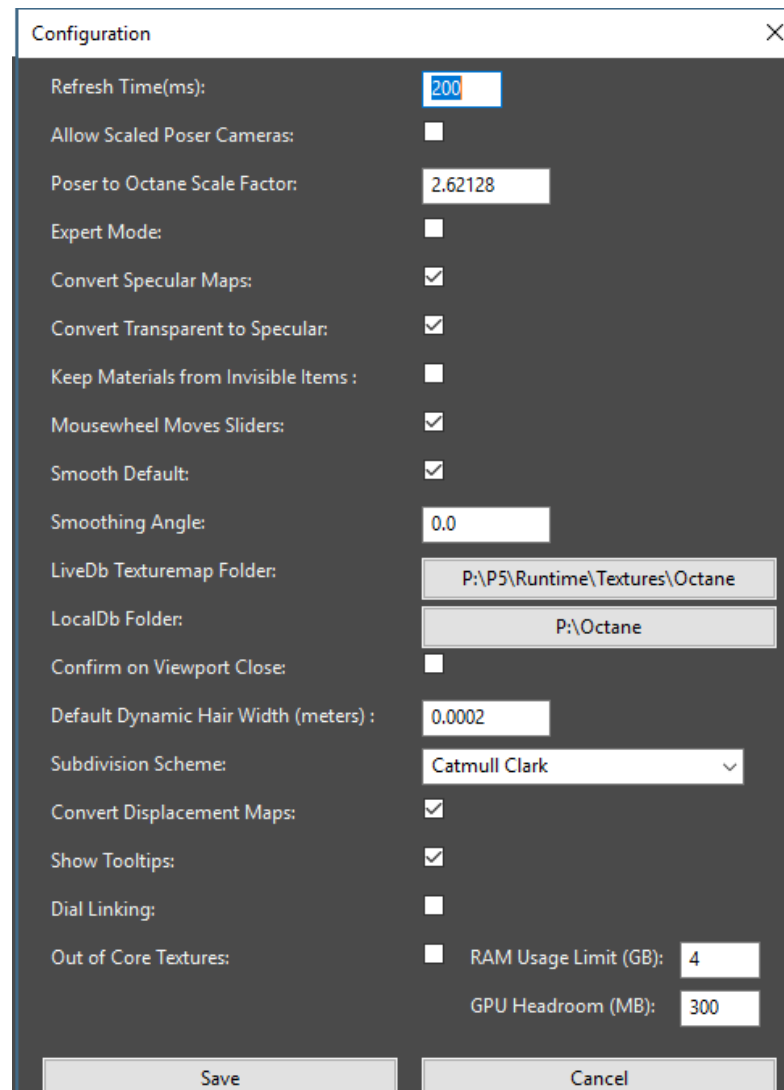 Configuration
Refresh Time(ms): 200
Allow Scaled Poser Cameras:
Poser to Octane Scale Factor: 2.62128
Expert Mode:
Convert Specular Maps:
Convert Transparent to Specular:
Keep Materials from Invisible Items :
Mousewheel Moves Sliders:
Smooth Default:
Smoothing Angle: 0.0
LiveDb Texturemap Folder: P:\P5\Runtime\Textures\Octane
LocalDb Folder: P:\Octane
Confirm on Viewport Close:
Default Dynamic Hair Width (meters) : 0.0002
Subdivision Scheme: Catmull Clark
Convert Displacement Maps:
Show Tooltips:
Dial Linking:
Out of Core Textures: RAM Usage Limit (GB): 4
GPU Headroom (MB): 300
Save Cancel